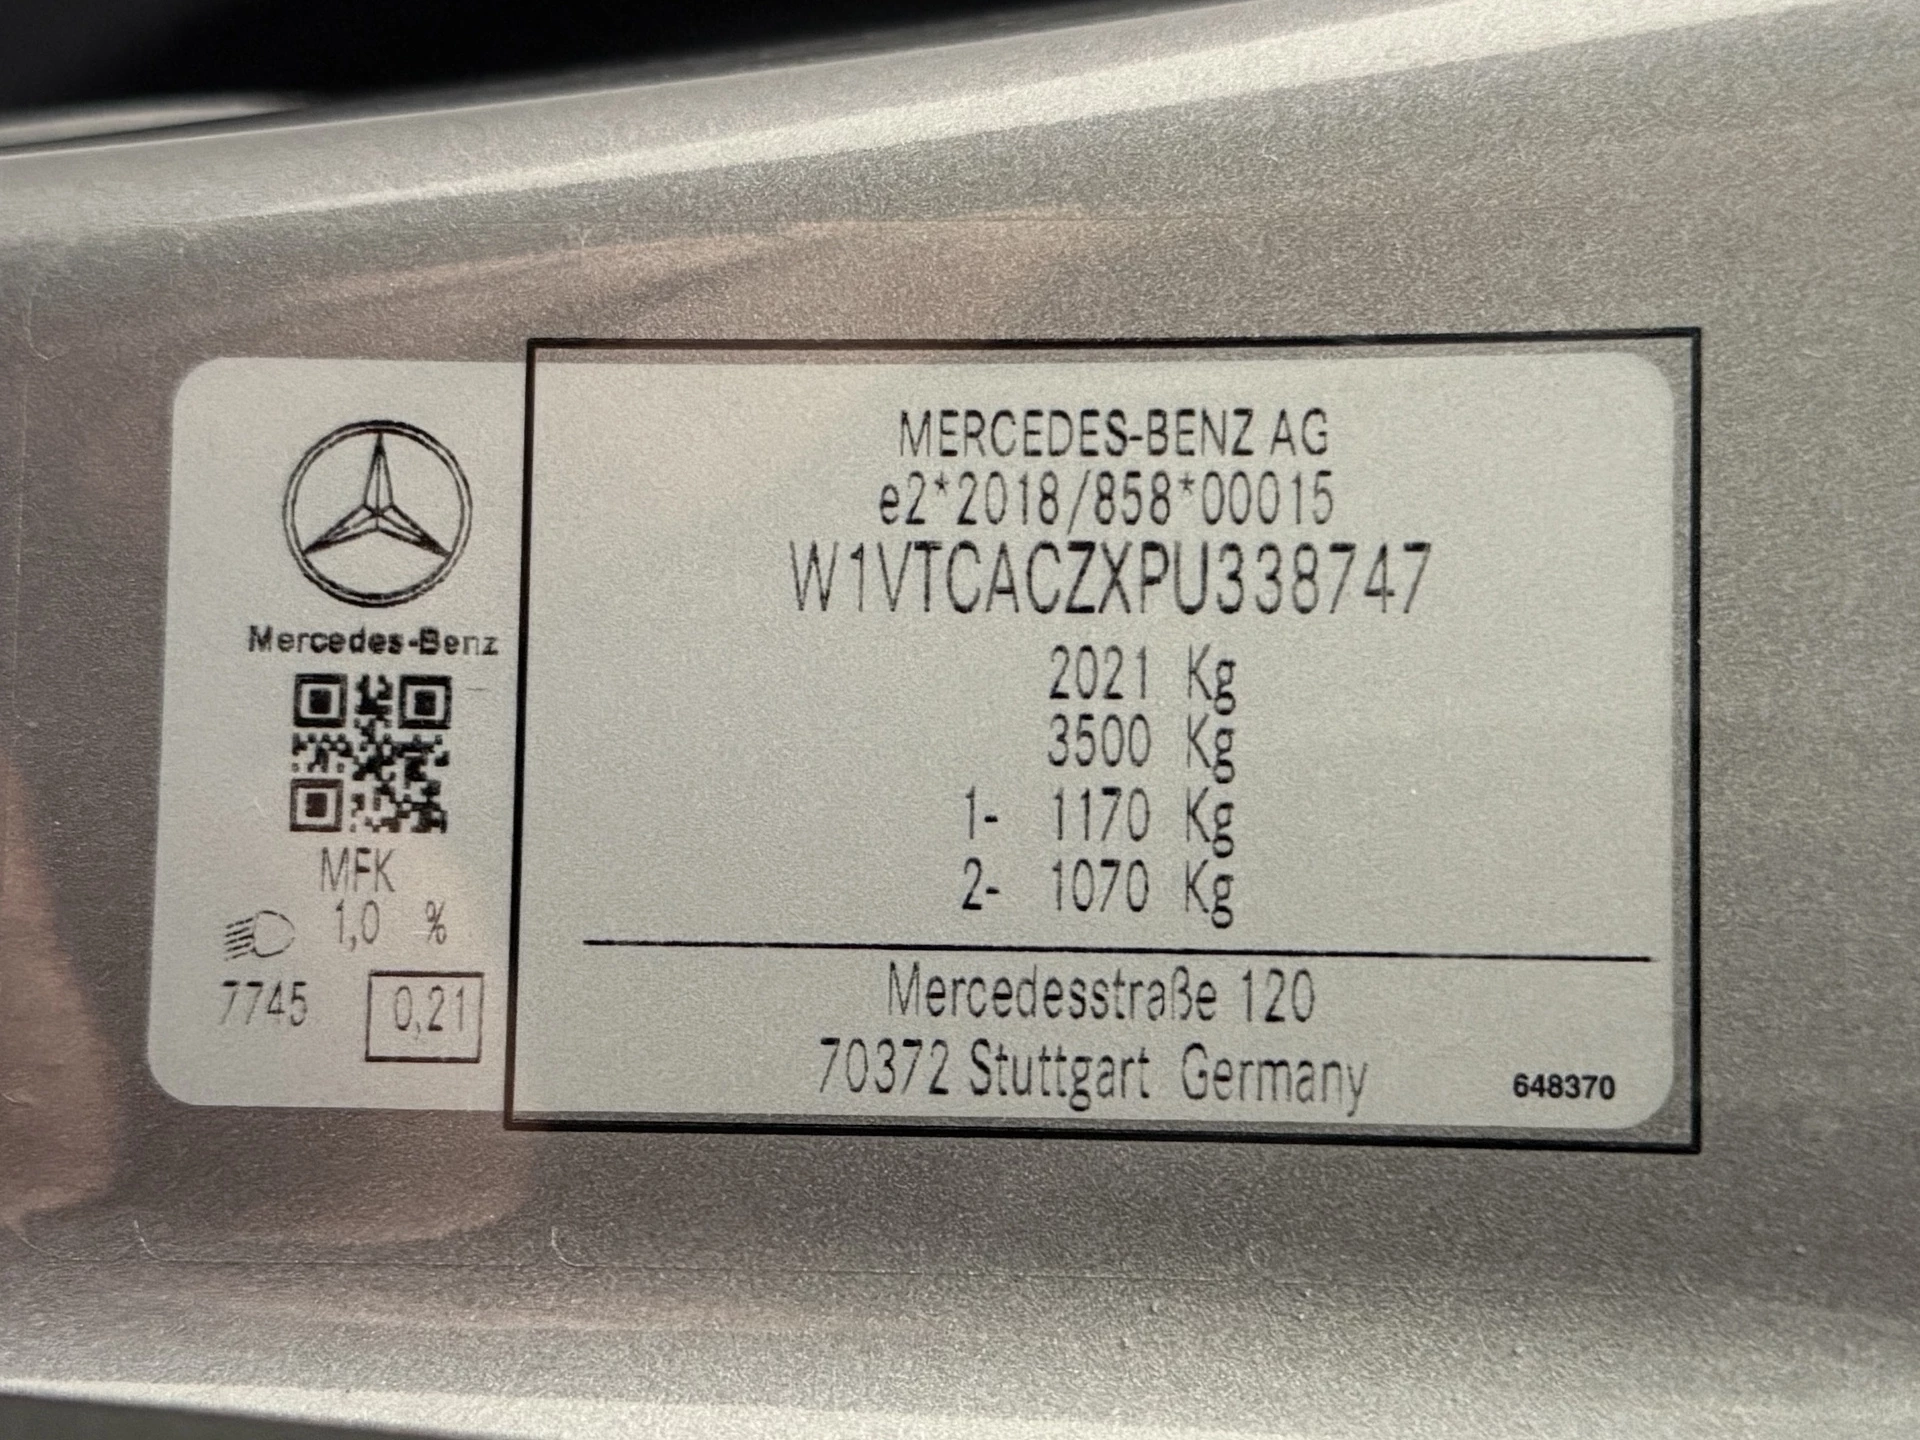 Mercedes-Benz
MFK
1,0 %
7745
0,21
MERCEDES-BENZ AG
e2*2018/858*00015
W1VTCACZXPU338747
2021 Kg
3500 Kg
1- 1170 Kg
2- 1070 Kg
Mercedesstraße 120
70372 Stuttgart Germany
648370